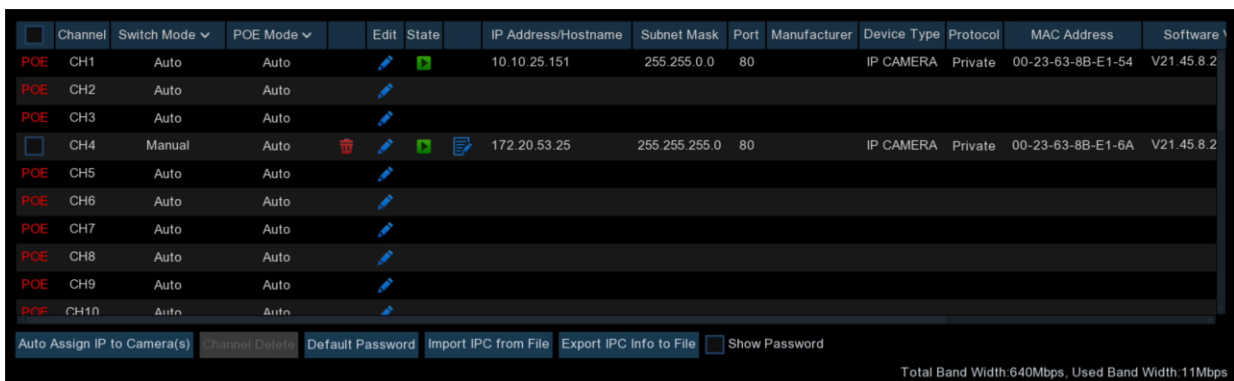 Channel Switch Mode POE Mode Edit State IP Address/Hostname Subnet Mask Port Manufacturer Device Type Protocol MAC Address Software
POE CH1 Auto Auto 10.10.25.151 255.255.0.0 80 IP CAMERA Private 00-23-63-8B-E1-54 V21.45.8.2
POE CH2 Auto Auto
POE CH3 Auto Auto
CH4 Manual Auto 172.20.53.25 255.255.255.0 80 IP CAMERA Private 00-23-63-8B-E1-6A V21.45.8.2
POE CH5 Auto Auto
POE CH6 Auto Auto
POE CH7 Auto Auto
POE CH8 Auto Auto
POE CH9 Auto Auto
POE CH10 Auto Auto
Auto Assign IP to Camera(s) Channel Delete Default Password Import IPC from File Export IPC Info to File Show Password
Total Band Width:640Mbps, Used Band Width:11Mbps